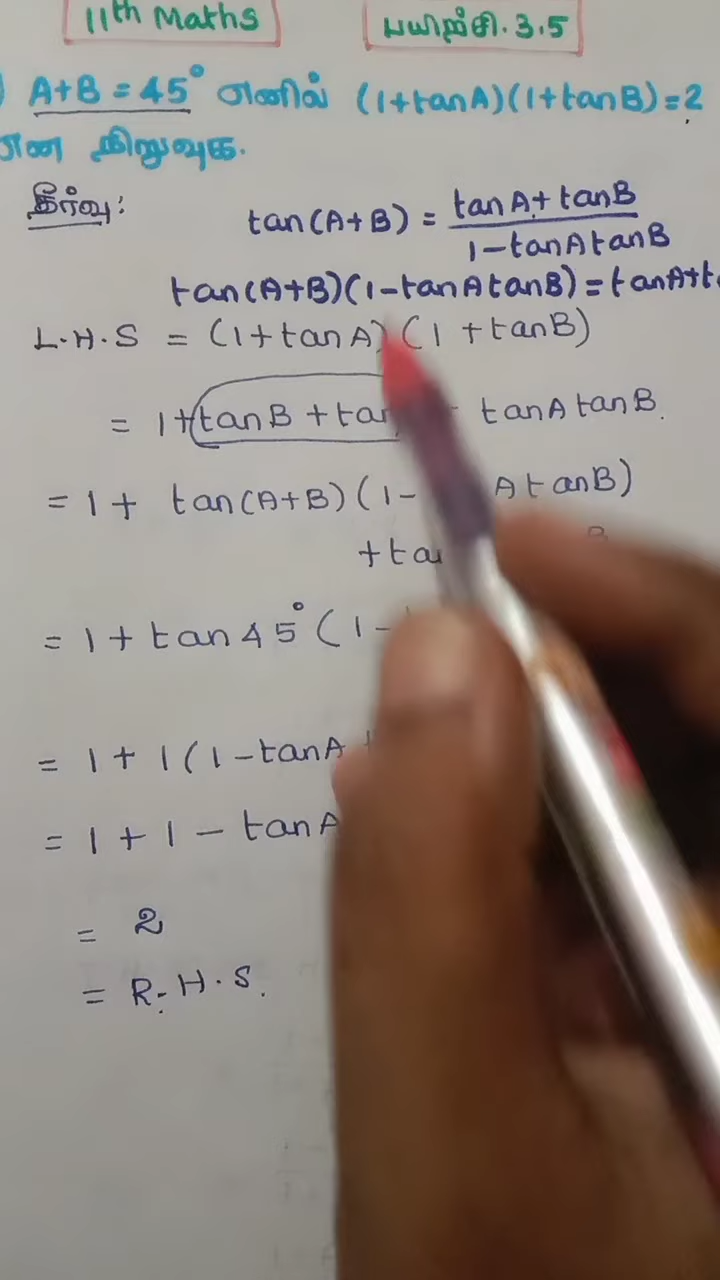 11th Maths
பயிற்சி. 3.5
A+B = 45° எனில் (1+tanA)(1+tanB)=2
என நிறுவுக.
தீர்வு:
tan(A+B) = tanA + tanB / 1-tanAtanB
tan(A+B)(1-tanAtanB) = tanA+t
L.H.S = (1+tanA)(1+tanB)
= 1+tanB + tanAtanB.
= 1+ tan(A+B)(1- AtanB)
+ta B
= 1+tan45°(1-
= 1+1(1-tanA
= 1+1-tanA
= 2
= R.H.S.